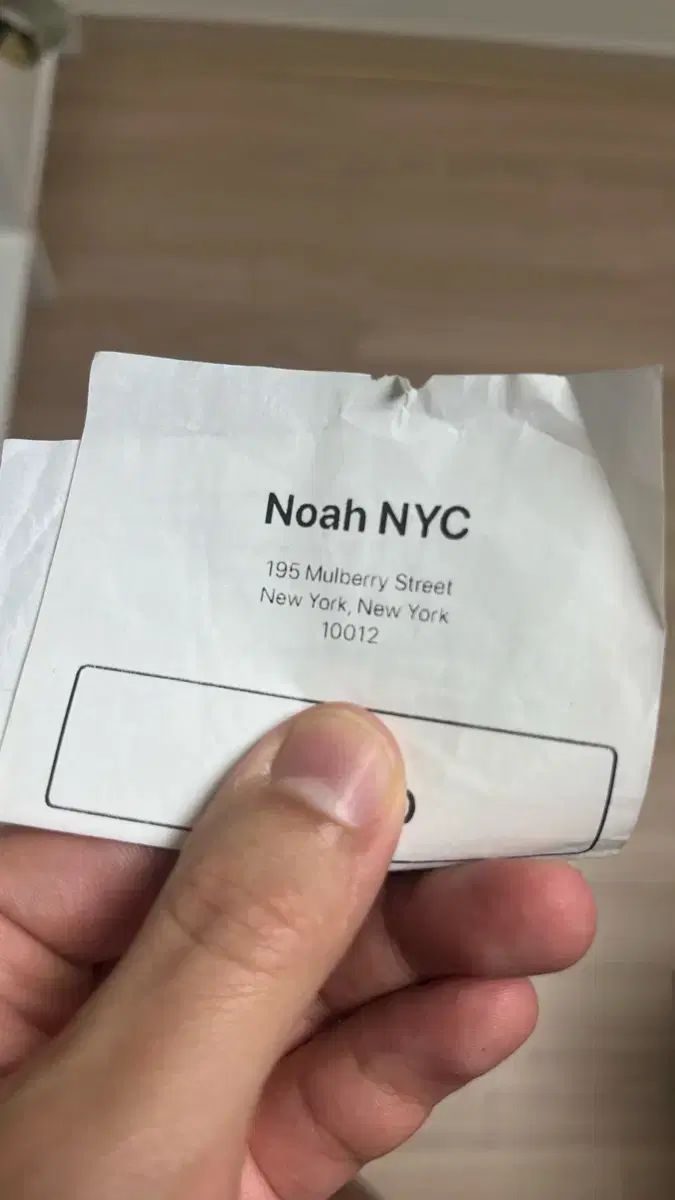 Noah NYC
195 Mulberry Street
New York, New York
10012